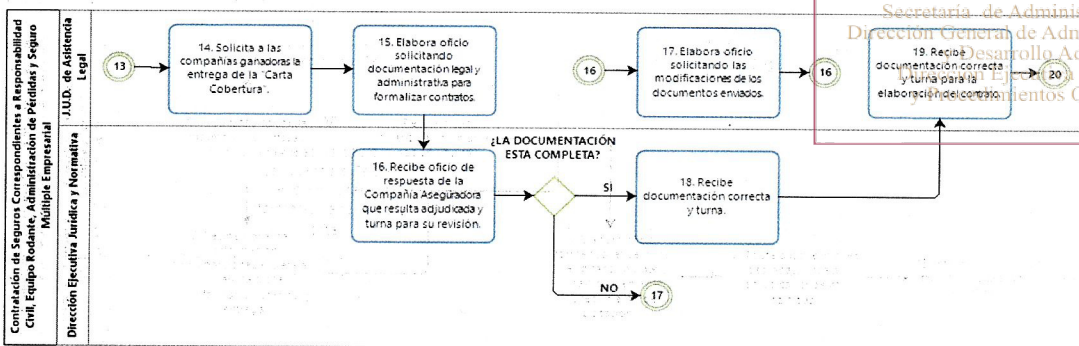 Contratación de Seguros Correspondientes a Responsabilidad
Civil, Equipo Rodante, Administración de Pérdidas y Seguro
Múltiple Empresarial
J.U.D. de Asistencia
Legal
13
14. Solicita a las
compañías ganadoras la
entrega de la "Carta
Cobertura".
15. Elabora oficio
solicitando
documentación legal y
administrativa para
formalizar contratos.
16
17. Elabora oficio
solicitando las
modificaciones de los
documentos enviados.
16
19. Recibe
documentación correcta
y turna para la
elaboración del contrato.
20
Secretaría de Adminis
Dirección General de Adm
y Desarrollo Ad
Dirección Ejecutiva
y Procedimientos O
Dirección Ejecutiva Jurídica y Normativa
16. Recibe oficio de
respuesta de la
Compañía Aseguradora
que resulta adjudicada y
turna para su revisión.
¿LA DOCUMENTACIÓN
ESTA COMPLETA?
SÍ
18. Recibe
documentación correcta
y turna.
NO
17